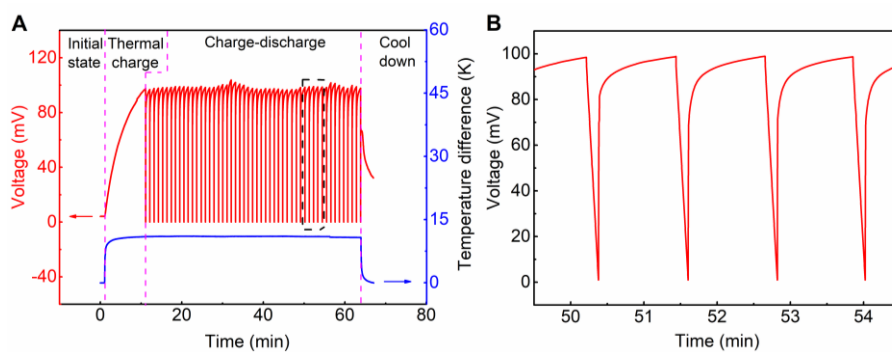 A
Initial
state
Thermal
charge
Charge-discharge
Cool
down
120
80
40
0
-40
Voltage (mV)
60
45
30
15
0
Temperature difference (K)
0
20
40
60
80
Time (min)
B
100
80
60
40
20
0
Voltage (mV)
50
51
52
53
54
Time (min)